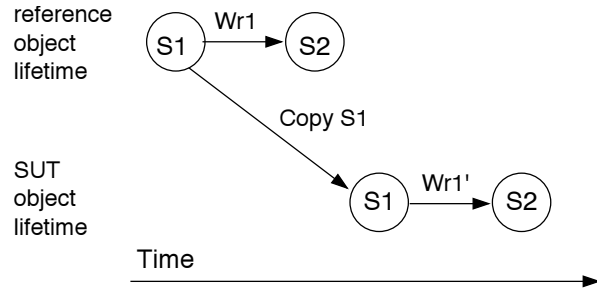 reference
object
lifetime
S1
Wr1
S2
Copy S1
SUT
object
lifetime
S1
Wr1'
S2
Time